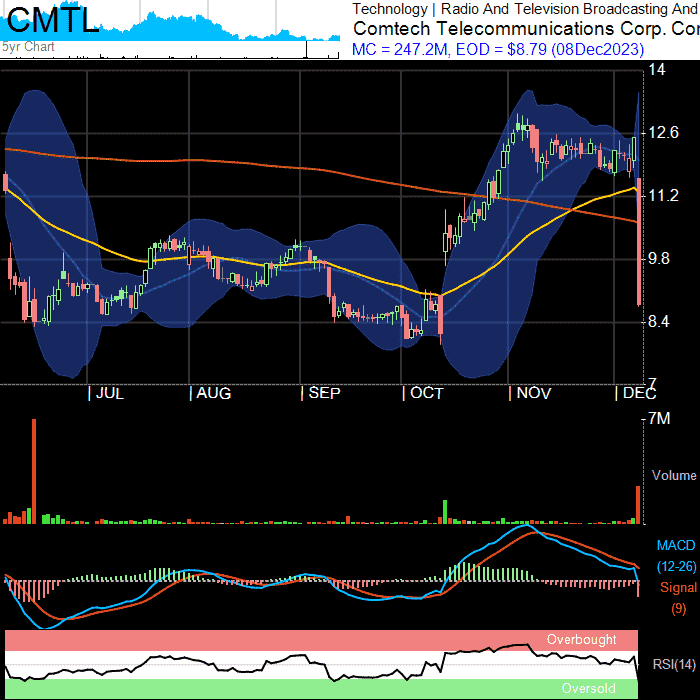 CMTL
5yr Chart
Technology | Radio And Television Broadcasting And
Comtech Telecommunications Corp. Cor
MC = 247.2M, EOD = $8.79 (08Dec2023)
14
12.6
11.2
9.8
8.4
7
| JUL | AUG | SEP | OCT | NOV | DEC
7M
Volume
MACD
(12-26)
Signal
(9)
Overbought
RSI(14)
Oversold